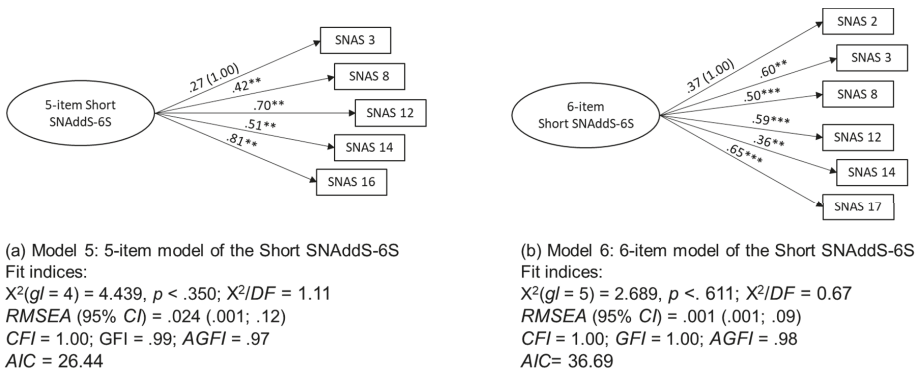 SNAS 3
SNAS 8
SNAS 12
SNAS 14
SNAS 16
5-item Short
SNAddS-6S
.27 (1.00)
.42**
.70**
.51**
.81**
SNAS 2
SNAS 3
SNAS 8
SNAS 12
SNAS 14
SNAS 17
6-item
Short SNAddS-6S
.37 (1.00)
.60**
.50***
.59***
.36**
.65***
(a) Model 5: 5-item model of the Short SNAddS-6S
Fit indices:
X²(gl = 4) = 4.439, p < .350; X²/DF = 1.11
RMSEA (95% CI) = .024 (.001; .12)
CFI = 1.00; GFI = .99; AGFI = .97
AIC = 26.44
(b) Model 6: 6-item model of the Short SNAddS-6S
Fit indices:
X²(gl = 5) = 2.689, p <. 611; X²/DF = 0.67
RMSEA (95% CI) = .001 (.001; .09)
CFI = 1.00; GFI = 1.00; AGFI = .98
AIC= 36.69